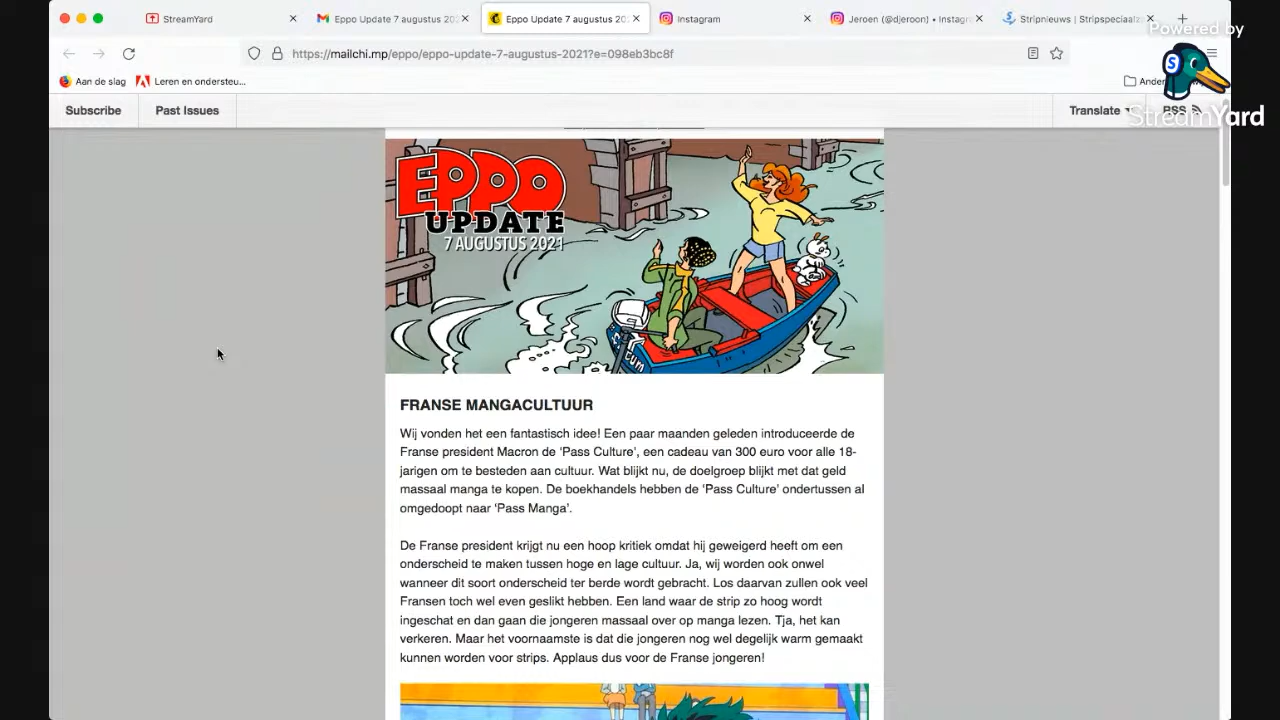 StreamYard
Eppo Update 7 augustus 202
Eppo Update 7 augustus 20
Instagram
Jeroen (@djeroon) • Instagr
Stripnieuws | Stripspeciaalz
Powered by
https://mailchi.mp/eppo/eppo-update-7-augustus-2021?e=098eb3bc8f
Aan de slag
Leren en ondersteu...
Ander
S
Subscribe
Past Issues
Translate
RSS
StreamYard
EPPO
UPDATE
7 AUGUSTUS 2021
FRANSE MANGACULTUUR
Wij vonden het een fantastisch idee! Een paar maanden geleden introduceerde de
Franse president Macron de 'Pass Culture', een cadeau van 300 euro voor alle 18-
jarigen om te besteden aan cultuur. Wat blijkt nu, de doelgroep blijkt met dat geld
massaal manga te kopen. De boekhandels hebben de 'Pass Culture' ondertussen al
omgedoopt naar 'Pass Manga'.
De Franse president krijgt nu een hoop kritiek omdat hij geweigerd heeft om een
onderscheid te maken tussen hoge en lage cultuur. Ja, wij worden ook onwel
wanneer dit soort onderscheid ter berde wordt gebracht. Los daarvan zullen ook veel
Fransen toch wel even geslikt hebben. Een land waar de strip zo hoog wordt
ingeschat en dan gaan die jongeren massaal over op manga lezen. Tja, het kan
verkeren. Maar het voornaamste is dat die jongeren nog wel degelijk warm gemaakt
kunnen worden voor strips. Applaus dus voor de Franse jongeren!